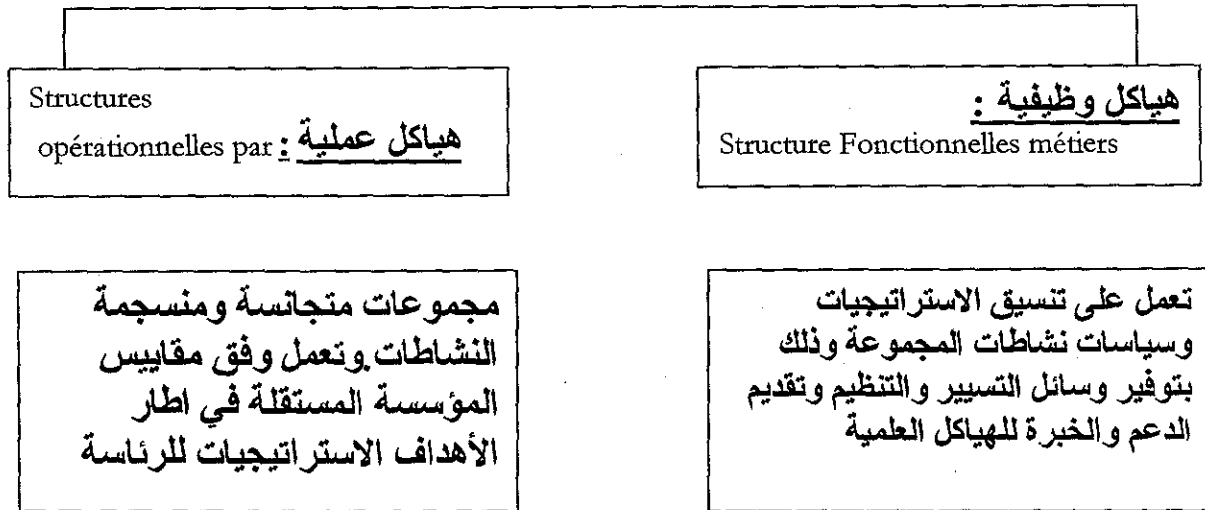 هياكل وظيفية :
Structure Fonctionnelles métiers
Structures
opérationnelles par هياكل عملية :
تعمل على تنسيق الاستراتيجيات
وسياسات نشاطات المجموعة وذلك
بتوفير وسائل التسيير والتنظيم وتقديم
الدعم والخبرة للهياكل العلمية
مجموعات متجانسة ومنسجمة
النشاطات وتعمل وفق مقاييس
المؤسسة المستقلة في اطار
الأهداف الاستراتيجيات للرئاسة